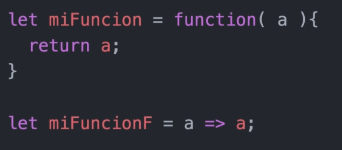 let miFuncion = function( a ){
  return a;
}
let miFuncionF = a => a;